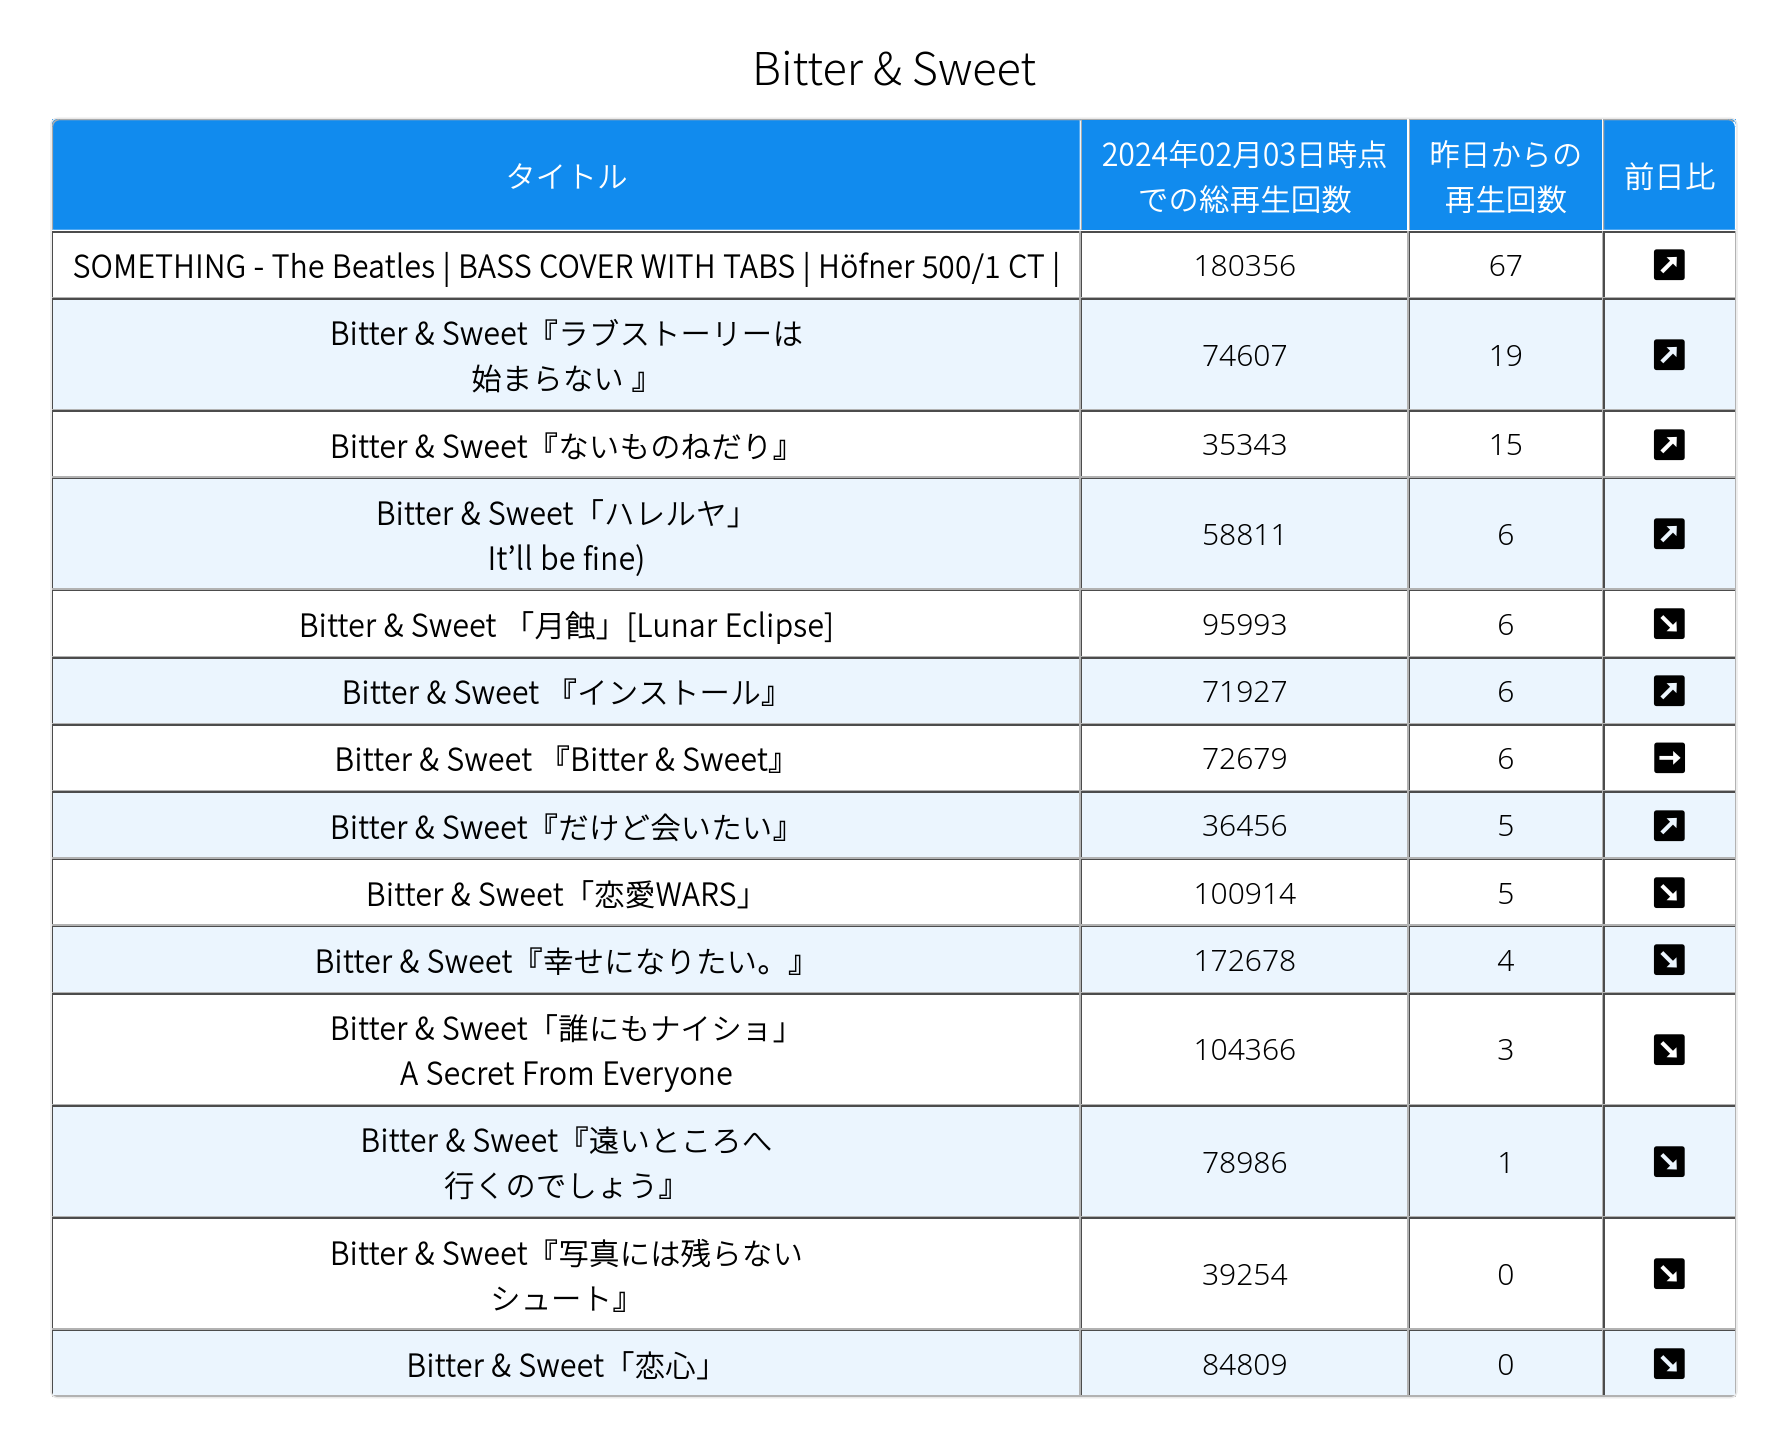 Bitter & Sweet
タイトル
2024年02月03日時点
での総再生回数
昨日からの
再生回数
前日比
SOMETHING - The Beatles | BASS COVER WITH TABS | Höfner 500/1 CT |
180356
67
Bitter & Sweet『ラブストーリーは
始まらない 』
74607
19
Bitter & Sweet『ないものねだり』
35343
15
Bitter & Sweet「ハレルヤ」
It’ll be fine)
58811
6
Bitter & Sweet 「月蝕」[Lunar Eclipse]
95993
6
Bitter & Sweet 『インストール』
71927
6
Bitter & Sweet 『Bitter & Sweet』
72679
6
Bitter & Sweet『だけど会いたい』
36456
5
Bitter & Sweet「恋愛WARS」
100914
5
Bitter & Sweet『幸せになりたい。』
172678
4
Bitter & Sweet「誰にもナイショ」
A Secret From Everyone
104366
3
Bitter & Sweet『遠いところへ
行くのでしょう』
78986
1
Bitter & Sweet『写真には残らない
シュート』
39254
0
Bitter & Sweet「恋心」
84809
0